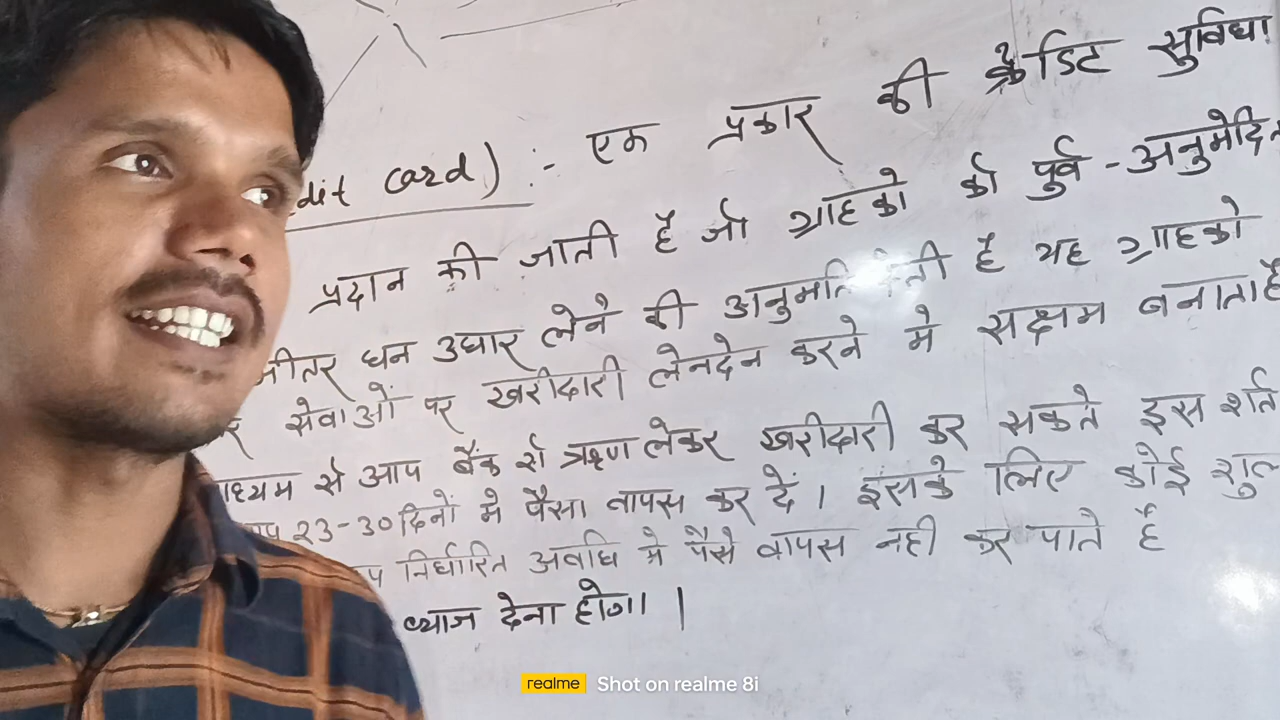 dit card) :- एक प्रकार की क्रेडिट सुविधा
प्रदान की जाती है जो ग्राहको को पुर्व - अनुमोदित
भीतर धन उधार लेने की अनुमति देती है यह ग्राहको
सेवाओं पर खरीदारी लेनदेन करने मे सक्षम बनाता है
माध्यम से आप बैंक से ऋण लेकर खरीदारी कर सकते इस शर्त
23-30 दिनों मे पैसा वापस कर दें। इसके लिए कोई शुल
निर्धारित अवधि मे पैसे वापस नही कर पाते है
ब्याज देना होगा।
realme Shot on realme 8i